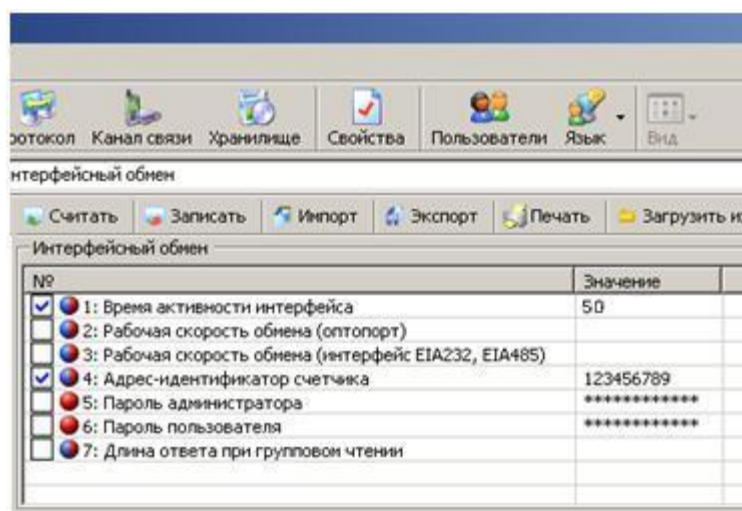 ротокол Канал связи Хранилище Свойства Пользователи Язык Вид
нтерфейсный обмен
Считать Записать Импорт Экспорт Печать Загрузить из
Интерфейсный обмен
№ Значение
1: Время активности интерфейса 50
2: Рабочая скорость обмена (оптопорт)
3: Рабочая скорость обмена (интерфейс EIA232, EIA485)
4: Адрес-идентификатор счетчика 123456789
5: Пароль администратора ************
6: Пароль пользователя ************
7: Длина ответа при групповом чтении